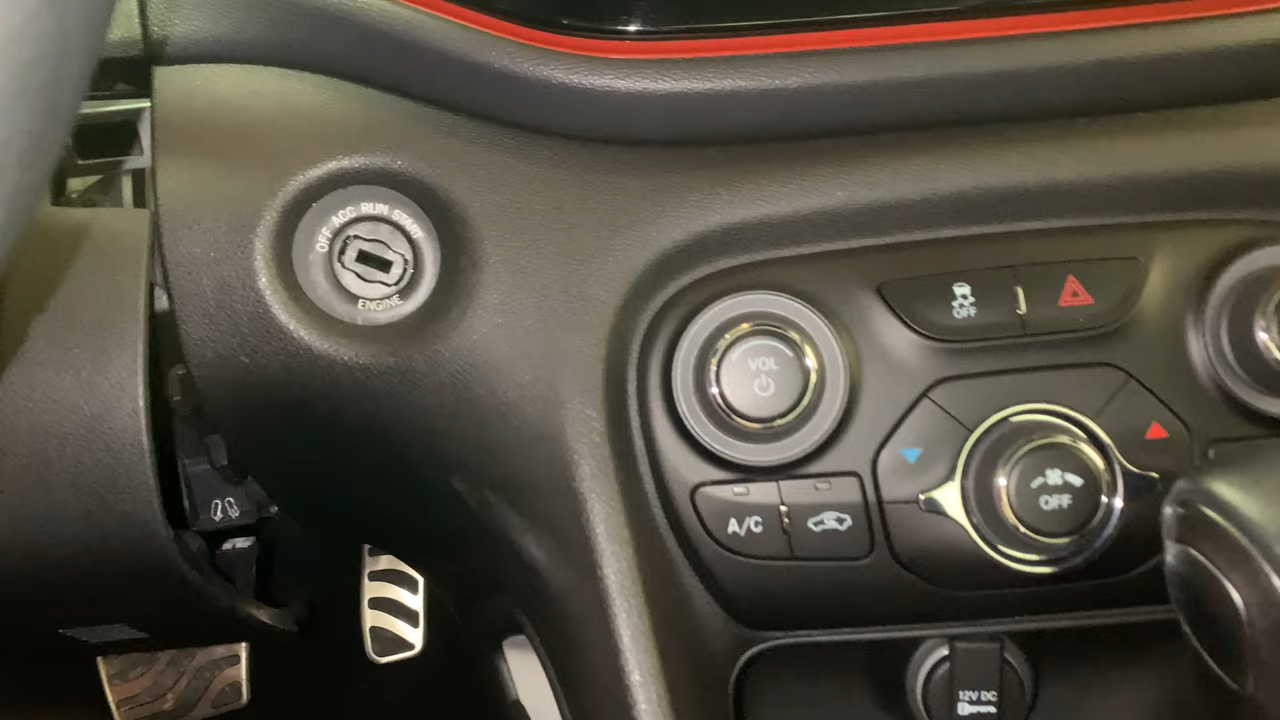 OFF ACC RUN START
ENGINE
VOL
OFF
A/C
OFF
12V DC